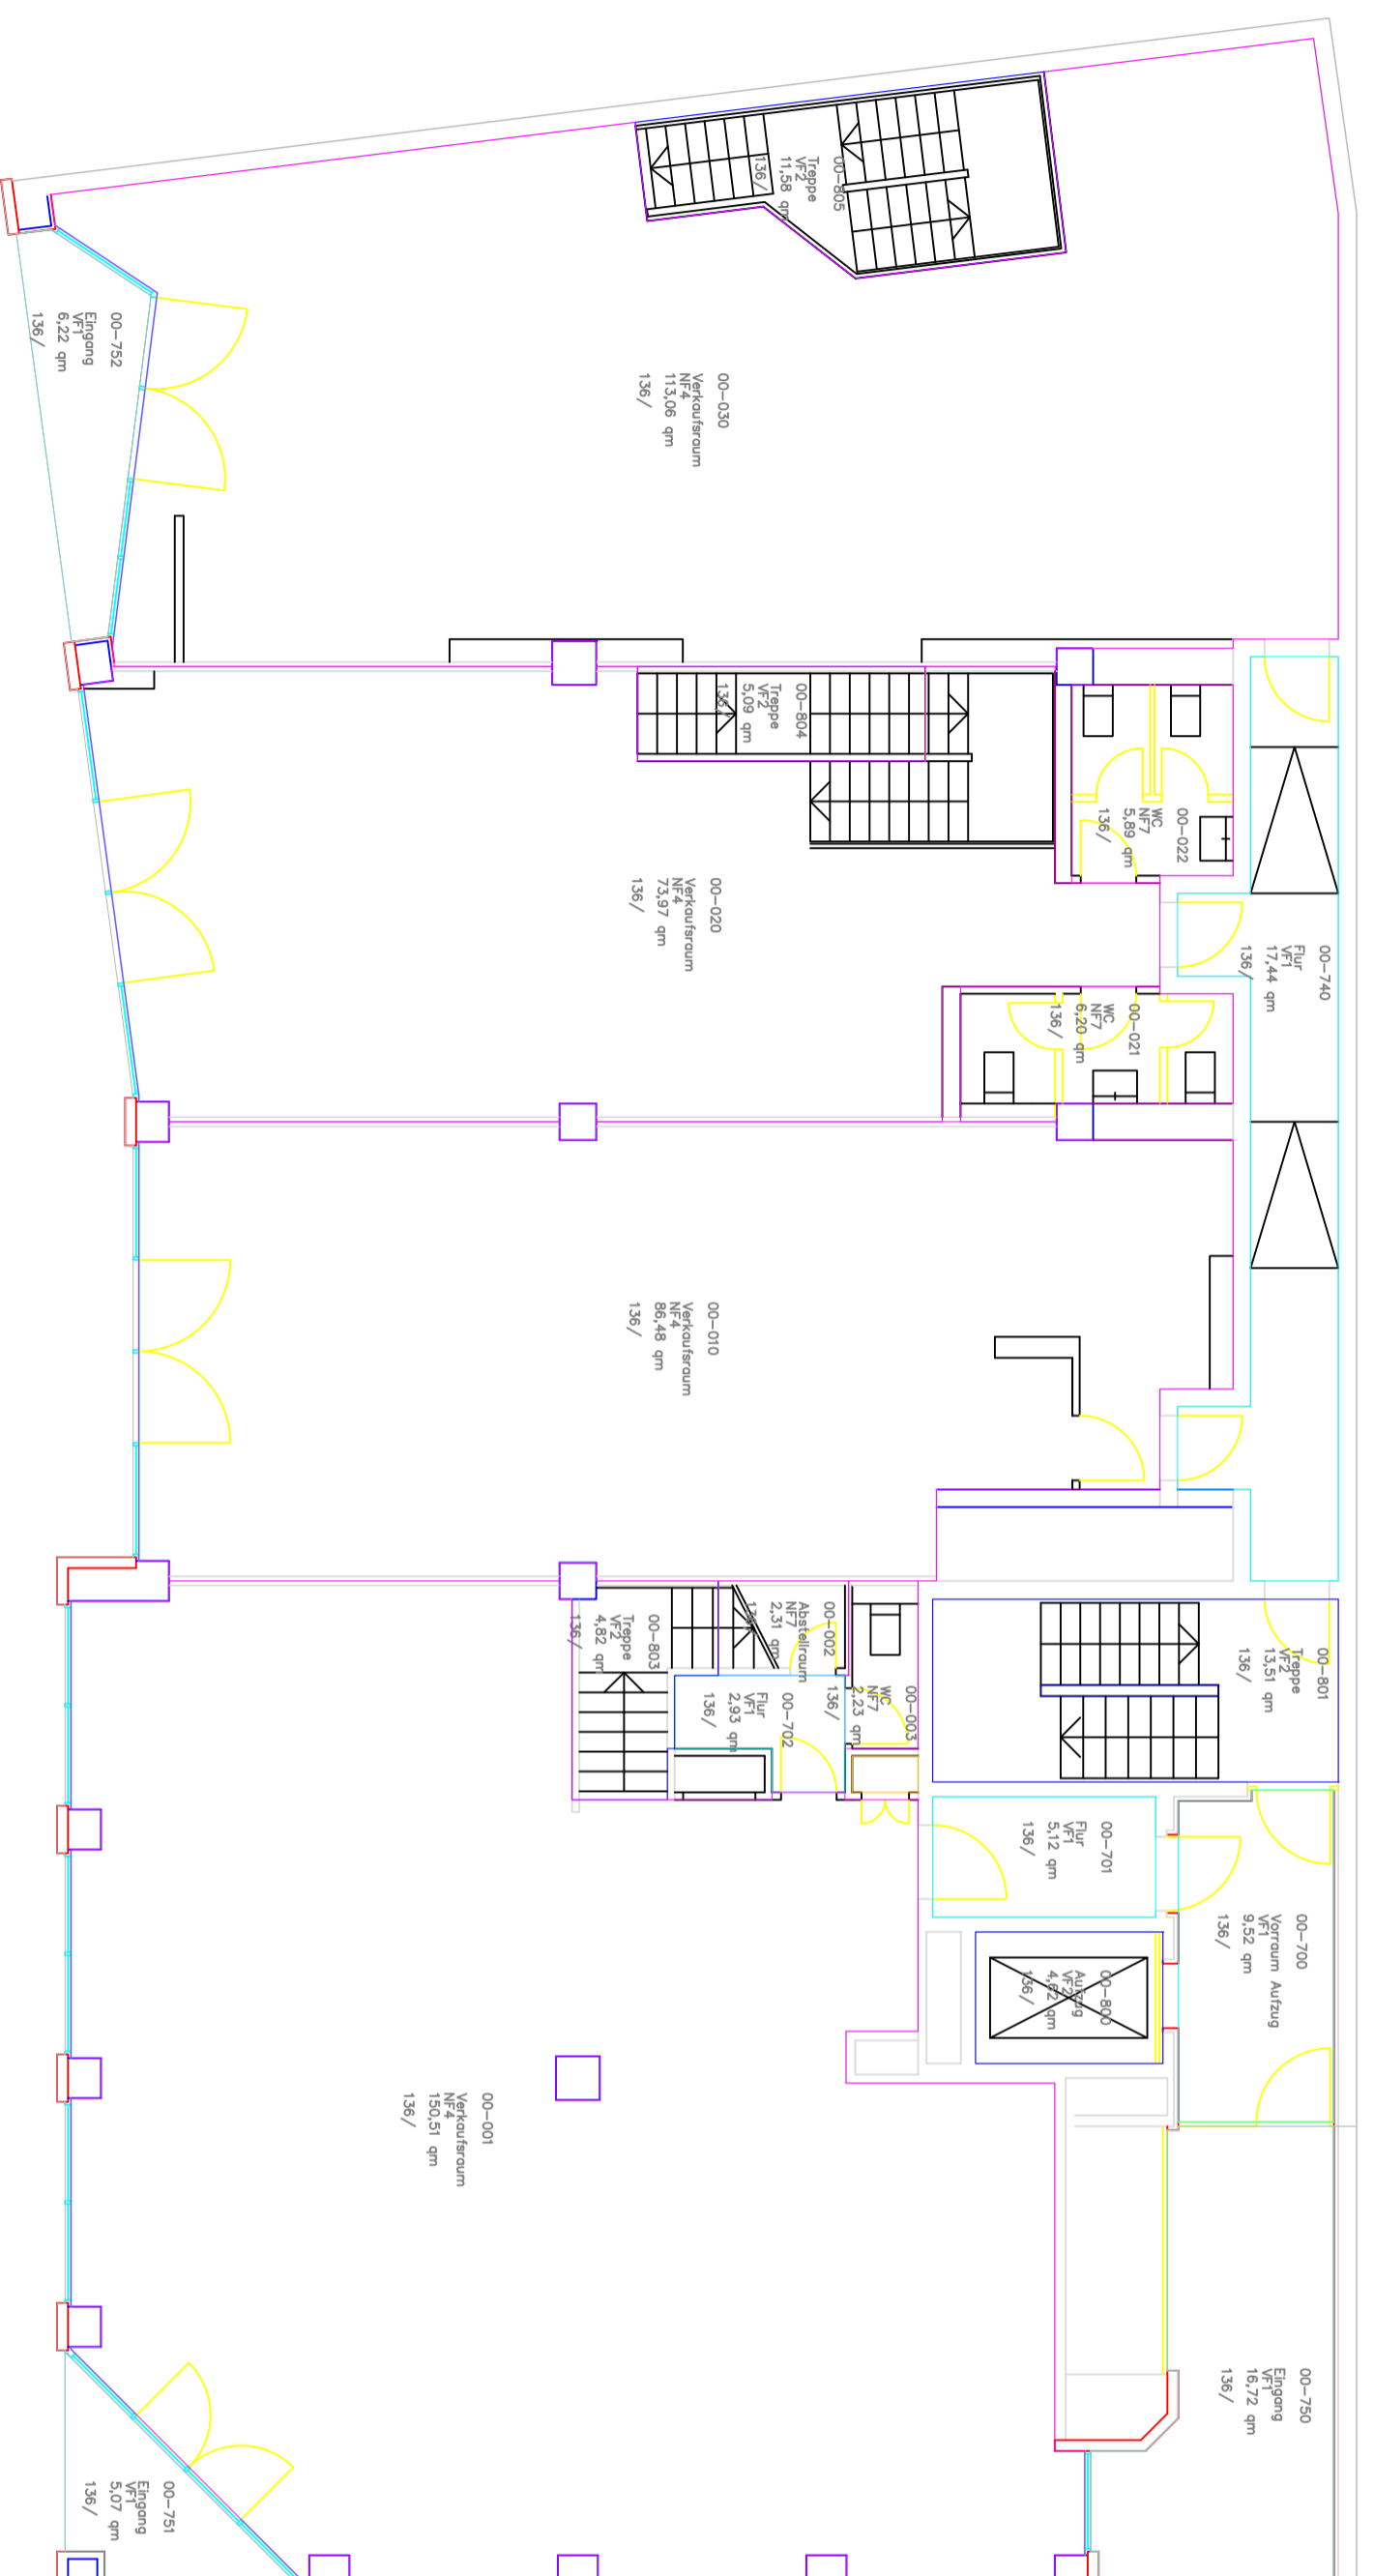 00-805
Treppe
VF2
11,58 qm
136/
00-752
Eingang
VF1
6,22 qm
136/
00-030
Verkaufsraum
NF4
113,06 qm
136/
00-804
Treppe
VF2
5,09 qm
136/
00-022
WC
NF7
5,89 qm
136/
00-020
Verkaufsraum
NF4
73,97 qm
136/
00-740
Flur
VF1
17,44 qm
136/
00-021
WC
NF7
6,20 qm
136/
00-010
Verkaufsraum
NF4
86,48 qm
136/
00-803
Treppe
VF2
4,82 qm
136/
00-002
Abstellraum
NF7
2,31 qm
136/
00-003
WC
NF7
2,23 qm
136/
00-702
Flur
VF1
2,93 qm
136/
00-801
Treppe
VF2
13,51 qm
136/
00-701
Flur
VF1
5,12 qm
136/
00-700
Vorraum Aufzug
VF1
9,52 qm
136/
00-800
Aufzug
VF2
4,62 qm
136/
00-001
Verkaufsraum
NF4
150,51 qm
136/
00-750
Eingang
VF1
16,72 qm
136/
00-751
Eingang
VF1
5,07 qm
136/